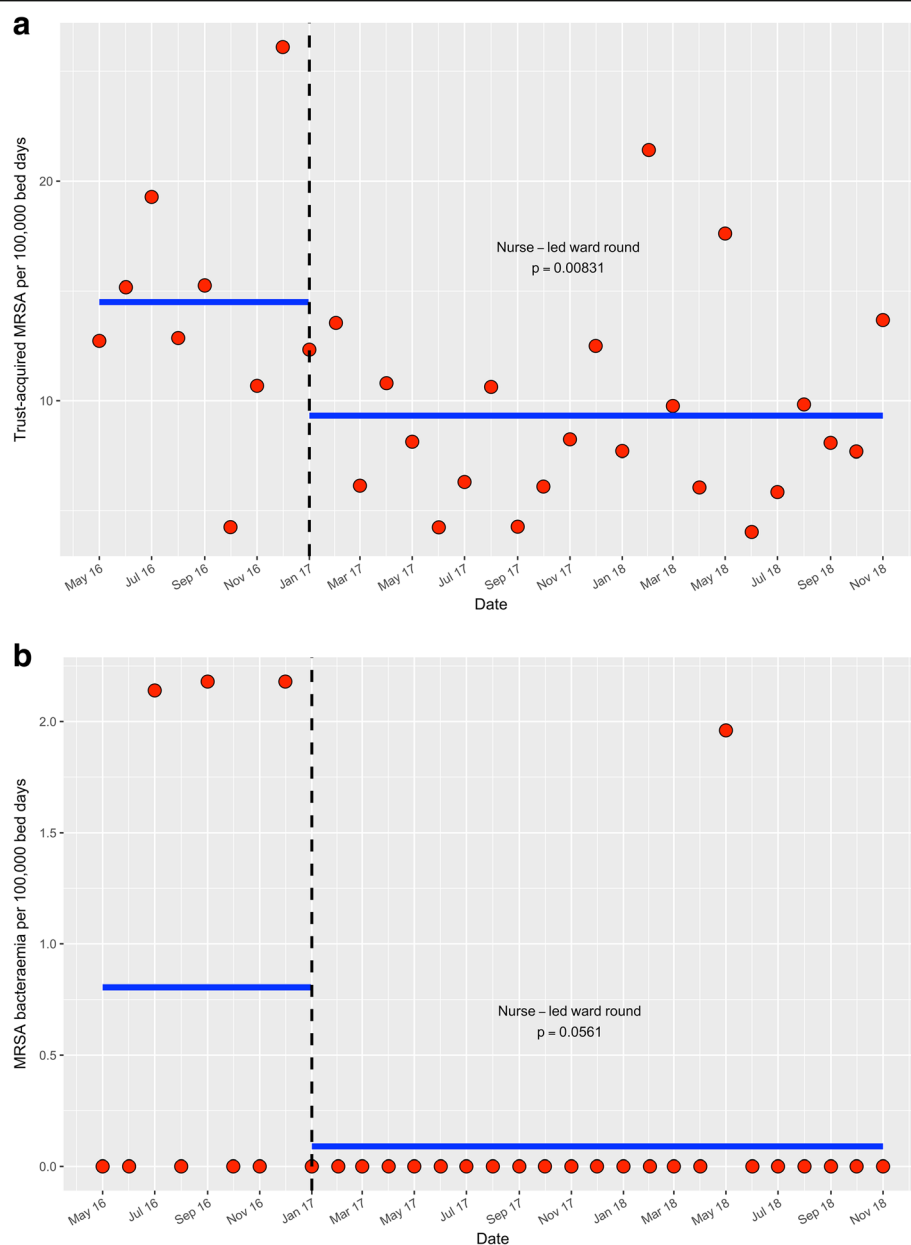 a
Trust-acquired MRSA per 100,000 bed days
20
10
Nurse – led ward round
p = 0.00831
May 16 Jul 16 Sep 16 Nov 16 Jan 17 Mar 17 May 17 Jul 17 Sep 17 Nov 17 Jan 18 Mar 18 May 18 Jul 18 Sep 18 Nov 18
Date
b
MRSA bacteraemia per 100,000 bed days
2.0
1.5
1.0
0.5
0.0
Nurse – led ward round
p = 0.0561
May 16 Jul 16 Sep 16 Nov 16 Jan 17 Mar 17 May 17 Jul 17 Sep 17 Nov 17 Jan 18 Mar 18 May 18 Jul 18 Sep 18 Nov 18
Date